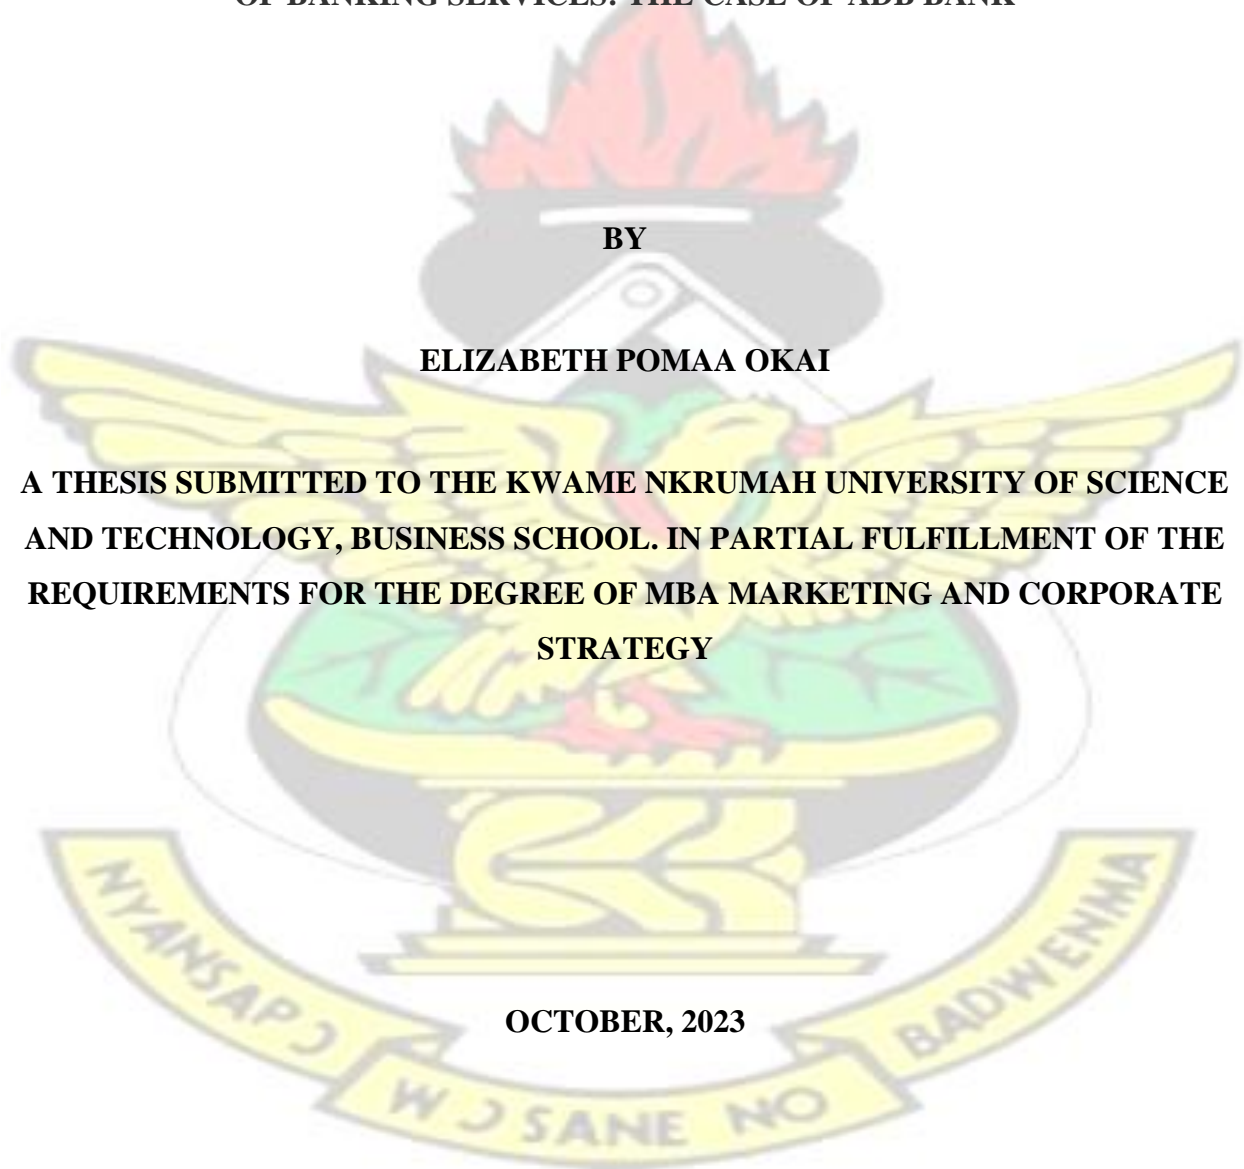 OF BANKING SERVICES: THE CASE OF ADB BANK
BY
ELIZABETH POMAA OKAI
A THESIS SUBMITTED TO THE KWAME NKRUMAH UNIVERSITY OF SCIENCE
AND TECHNOLOGY, BUSINESS SCHOOL. IN PARTIAL FULFILLMENT OF THE
REQUIREMENTS FOR THE DEGREE OF MBA MARKETING AND CORPORATE
STRATEGY
OCTOBER, 2023
NYANSAPƆ
WƆSANE NO
BADWENMA